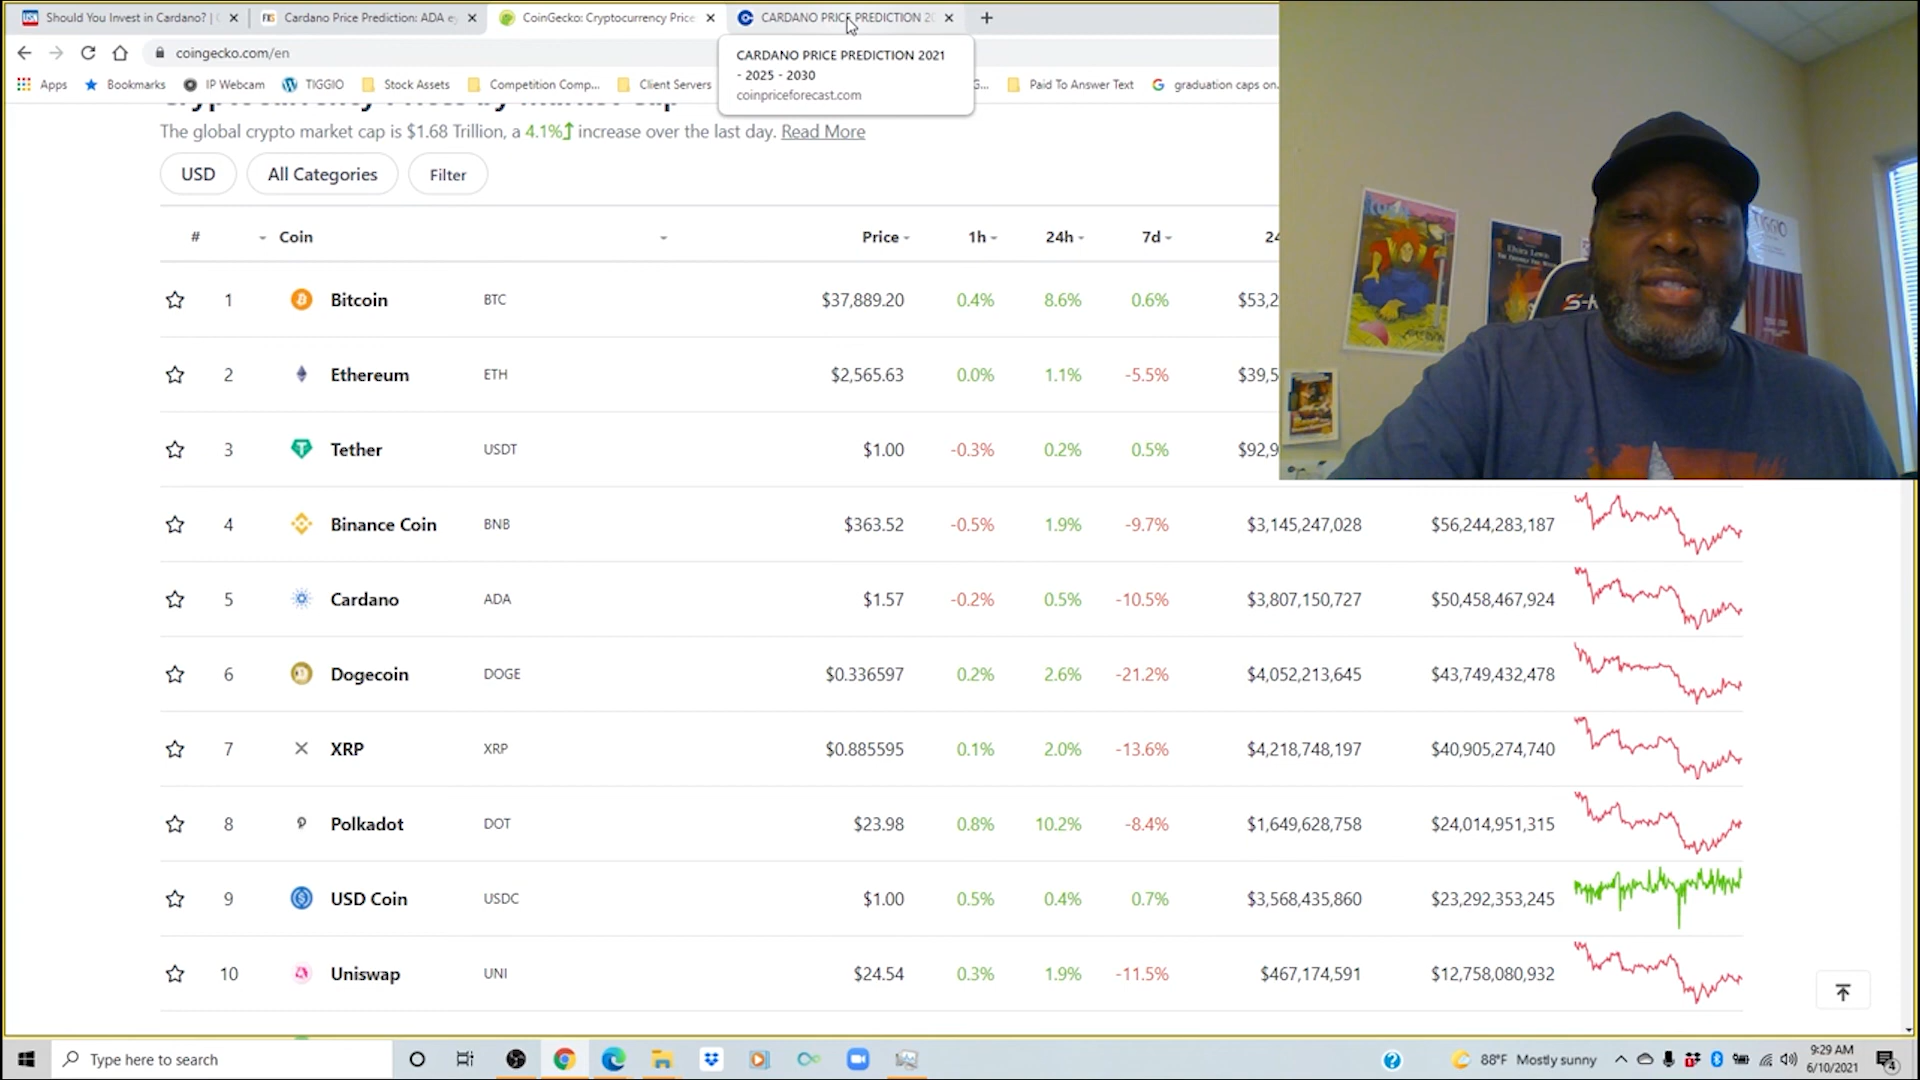 Should You Invest in Cardano? |
Cardano Price Prediction: ADA ey
CoinGecko: Cryptocurrency Price
CARDANO PRICE PREDICTION 20
coingecko.com/en
CARDANO PRICE PREDICTION 2021
- 2025 - 2030
coinpriceforecast.com
Apps
Bookmarks
IP Webcam
TIGGIO
Stock Assets
Competition Comp...
Client Servers
G...
Paid To Answer Text
graduation caps on...
The global crypto market cap is $1.68 Trillion, a 4.1% increase over the last day. Read More
USD
All Categories
Filter
# Coin Price 1h 24h 7d 24
1 Bitcoin BTC $37,889.20 0.4% 8.6% 0.6% $53,2
2 Ethereum ETH $2,565.63 0.0% 1.1% -5.5% $39,5
3 Tether USDT $1.00 -0.3% 0.2% 0.5% $92,9
4 Binance Coin BNB $363.52 -0.5% 1.9% -9.7% $3,145,247,028 $56,244,283,187
5 Cardano ADA $1.57 -0.2% 0.5% -10.5% $3,807,150,727 $50,458,467,924
6 Dogecoin DOGE $0.336597 0.2% 2.6% -21.2% $4,052,213,645 $43,749,432,478
7 XRP XRP $0.885595 0.1% 2.0% -13.6% $4,218,748,197 $40,905,274,740
8 Polkadot DOT $23.98 0.8% 10.2% -8.4% $1,649,628,758 $24,014,951,315
9 USD Coin USDC $1.00 0.5% 0.4% 0.7% $3,568,435,860 $23,292,353,245
10 Uniswap UNI $24.54 0.3% 1.9% -11.5% $467,174,591 $12,758,080,932
TIGGIO
Type here to search
88°F Mostly sunny
9:29 AM
6/10/2021
4